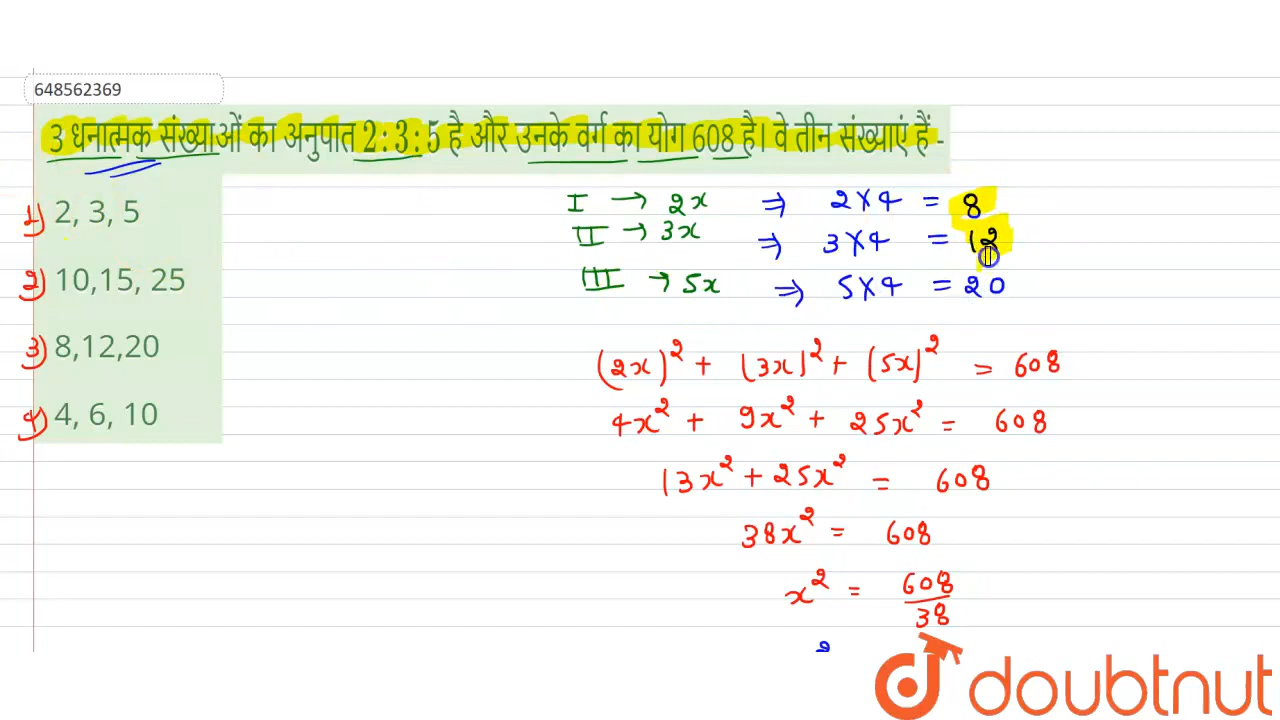 648562369
3 धनात्मक संख्याओं का अनुपात 2:3:5 है और उनके वर्ग का योग 608 है। वे तीन संख्याएं हैं -
1) 2, 3, 5
2) 10,15, 25
3) 8,12,20
4) 4, 6, 10
I → 2x ⇒ 2×4 = 8
II → 3x ⇒ 3×4 = 12
III → 5x ⇒ 5×4 = 20
(2x)² + (3x)² + (5x)² = 608
4x² + 9x² + 25x² = 608
13x² + 25x² = 608
38x² = 608
x² = 608/38
2
doubtnut